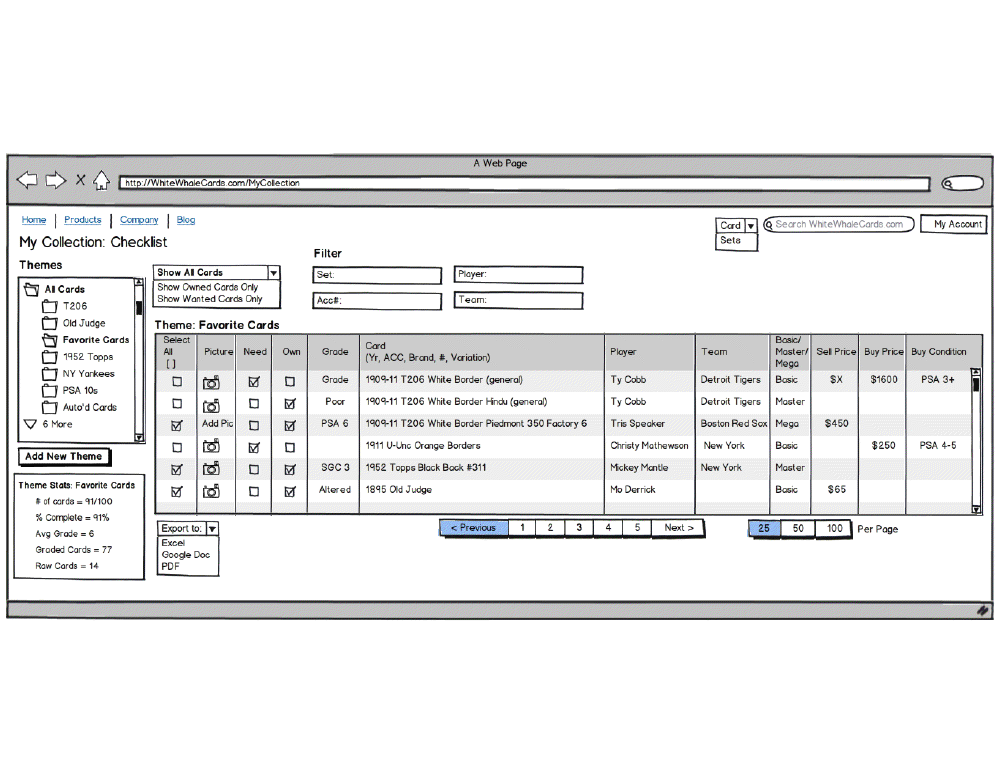 A Web Page
X http://WhiteWhaleCards.com/MyCollection
Home Products Company Blog
Card Search WhiteWhaleCards.com My Account
Sets
My Collection: Checklist
Themes
All Cards
T206
Old Judge
Favorite Cards
1952 Topps
NY Yankees
PSA 10s
Auto'd Cards
6 More
Add New Theme
Theme Stats: Favorite Cards
# of cards = 91/100
% Complete = 91%
Avg Grade = 6
Graded Cards = 77
Raw Cards = 14
Show All Cards
Show Owned Cards Only
Show Wanted Cards Only
Filter
Set: Player:
Acc#: Team:
Theme: Favorite Cards
Select All [ ] Picture Need Own Grade Card (Yr, ACC, Brand, #, Variation) Player Team Basic/ Master/ Mega Sell Price Buy Price Buy Condition
Grade 1909-11 T206 White Border (general) Ty Cobb Detroit Tigers Basic $X $1600 PSA 3+
Poor 1909-11 T206 White Border Hindu (general) Ty Cobb Detroit Tigers Master
Add Pic PSA 6 1909-11 T206 White Border Piedmont 350 Factory 6 Tris Speaker Boston Red Sox Mega $450
1911 U-Unc Orange Borders Christy Mathewson New York Basic $250 PSA 4-5
SGC 3 1952 Topps Black Back #311 Mickey Mantle New York Master
Altered 1895 Old Judge Mo Derrick Basic $65
Export to:
Excel
Google Doc
PDF
< Previous 1 2 3 4 5 Next >
25 50 100 Per Page